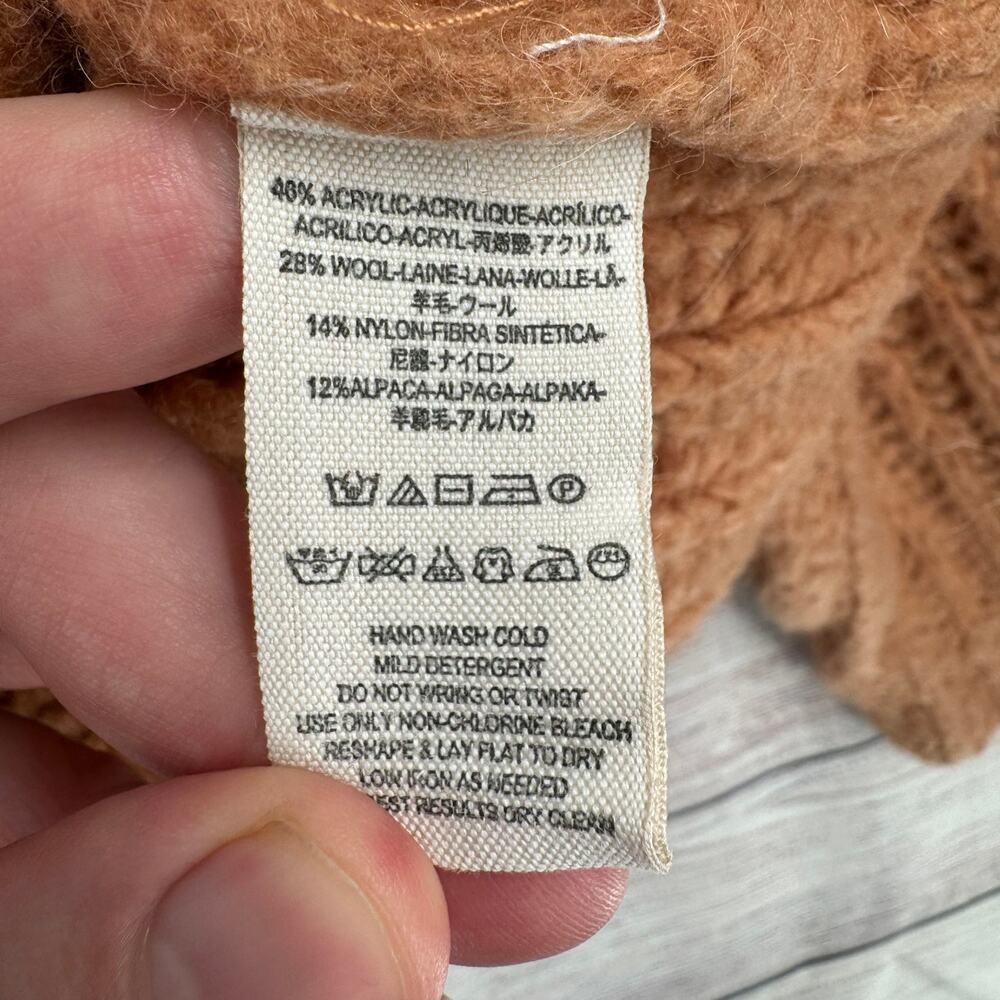 46% ACRYLIC-ACRYLIQUE-ACRÍLICO-
ACRILICO-ACRYL-丙烯酸-アクリル
28% WOOL-LAINE-LANA-WOLLE-LÃ-
羊毛-ウール
14% NYLON-FIBRA SINTÉTICA-
尼龍-ナイロン
12%ALPACA-ALPAGA-ALPAKA-
羊駝毛-アルパカ
P
HAND WASH COLD
MILD DETERGENT
DO NOT WRING OR TWIST
USE ONLY NON-CHLORINE BLEACH
RESHAPE & LAY FLAT TO DRY
LOW IRON AS NEEDED
RESULTS DRY CLEAN